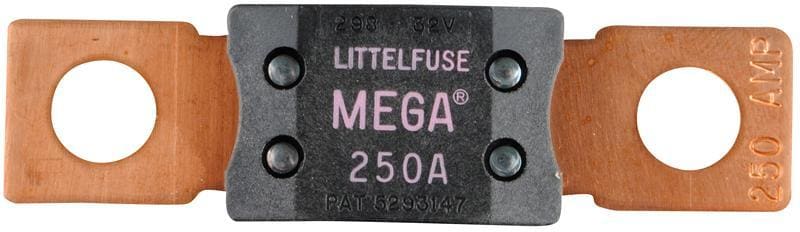 298 32V
LITTELFUSE
MEGA®
250A
PAT 5293147
250 AMP